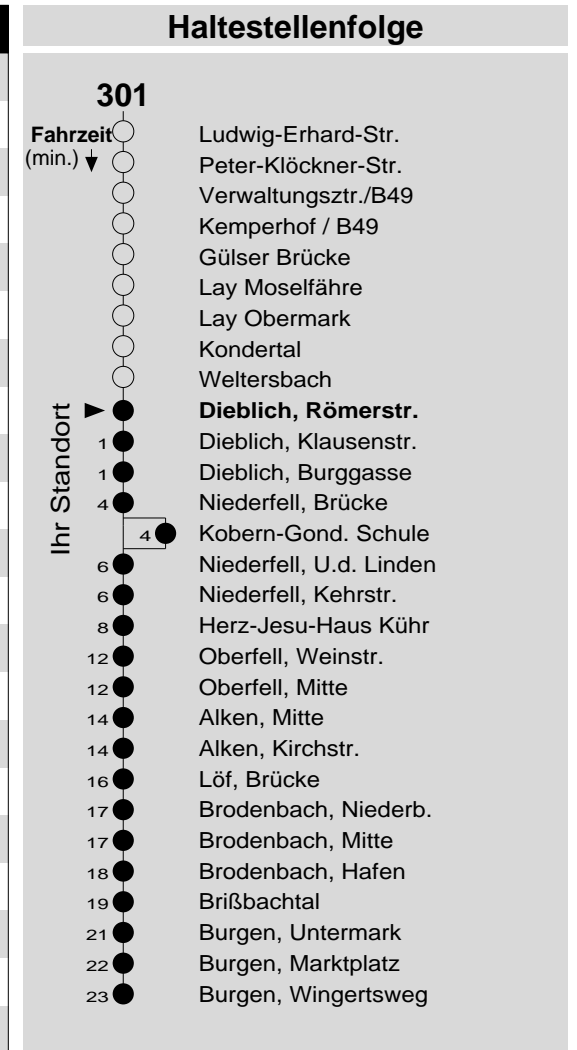 Haltestellenfolge
301
Fahrzeit
(min.)
Ludwig-Erhard-Str.
Peter-Klöckner-Str.
Verwaltungsztr./B49
Kemperhof / B49
Gülser Brücke
Lay Moselfähre
Lay Obermark
Kondertal
Weltersbach
Ihr Standort
Dieblich, Römerstr.
1 Dieblich, Klausenstr.
1 Dieblich, Burggasse
4 Niederfell, Brücke
4 Kobern-Gond. Schule
6 Niederfell, U.d. Linden
6 Niederfell, Kehrstr.
8 Herz-Jesu-Haus Kühr
12 Oberfell, Weinstr.
12 Oberfell, Mitte
14 Alken, Mitte
14 Alken, Kirchstr.
16 Löf, Brücke
17 Brodenbach, Niederb.
17 Brodenbach, Mitte
18 Brodenbach, Hafen
19 Brißbachtal
21 Burgen, Untermark
22 Burgen, Marktplatz
23 Burgen, Wingertsweg